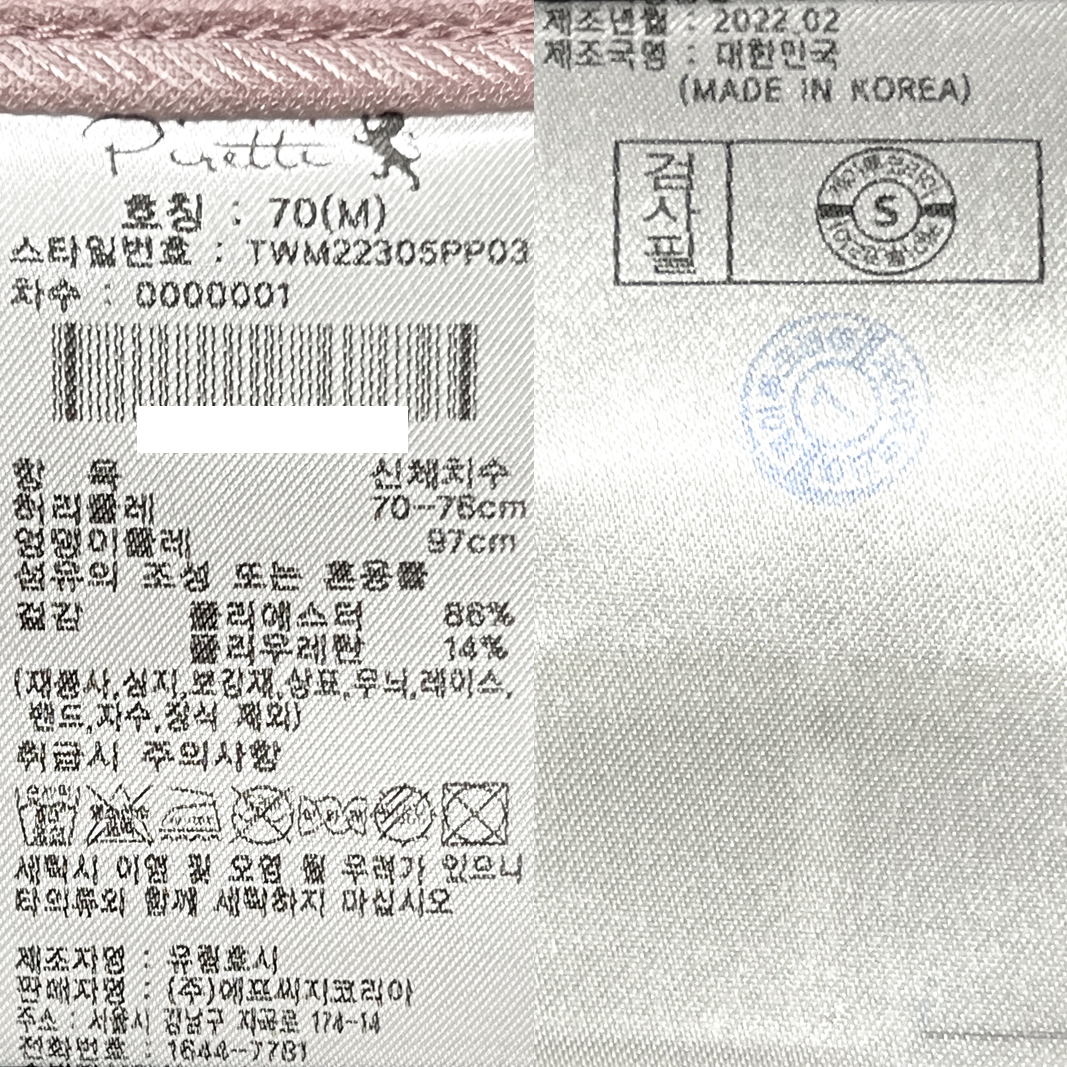 Piretti
호칭 : 70(M)
스타일번호 : TWM22305PP03
차수 : 0000001
항 목 신체치수
허리둘레 70-76cm
엉덩이둘레 97cm
섬유의 조성 또는 혼용률
겉감 폴리에스터 86%
폴리우레탄 14%
(재봉사,심지,보강재,상표,무늬,레이스,
밴드,자수,장식 제외)
취급시 주의사항
세탁시 이염 및 오염 될 우려가 있으니
타의류와 함께 세탁하지 마십시오
제조자명 : 유림효시
판매자명 : (주)에프씨지코리아
주소 : 서울시 강남구 자곡로 174-14
전화번호 : 1644-7781
제조년월 : 2022.02
제조국명 : 대한민국
(MADE IN KOREA)
검사필
S